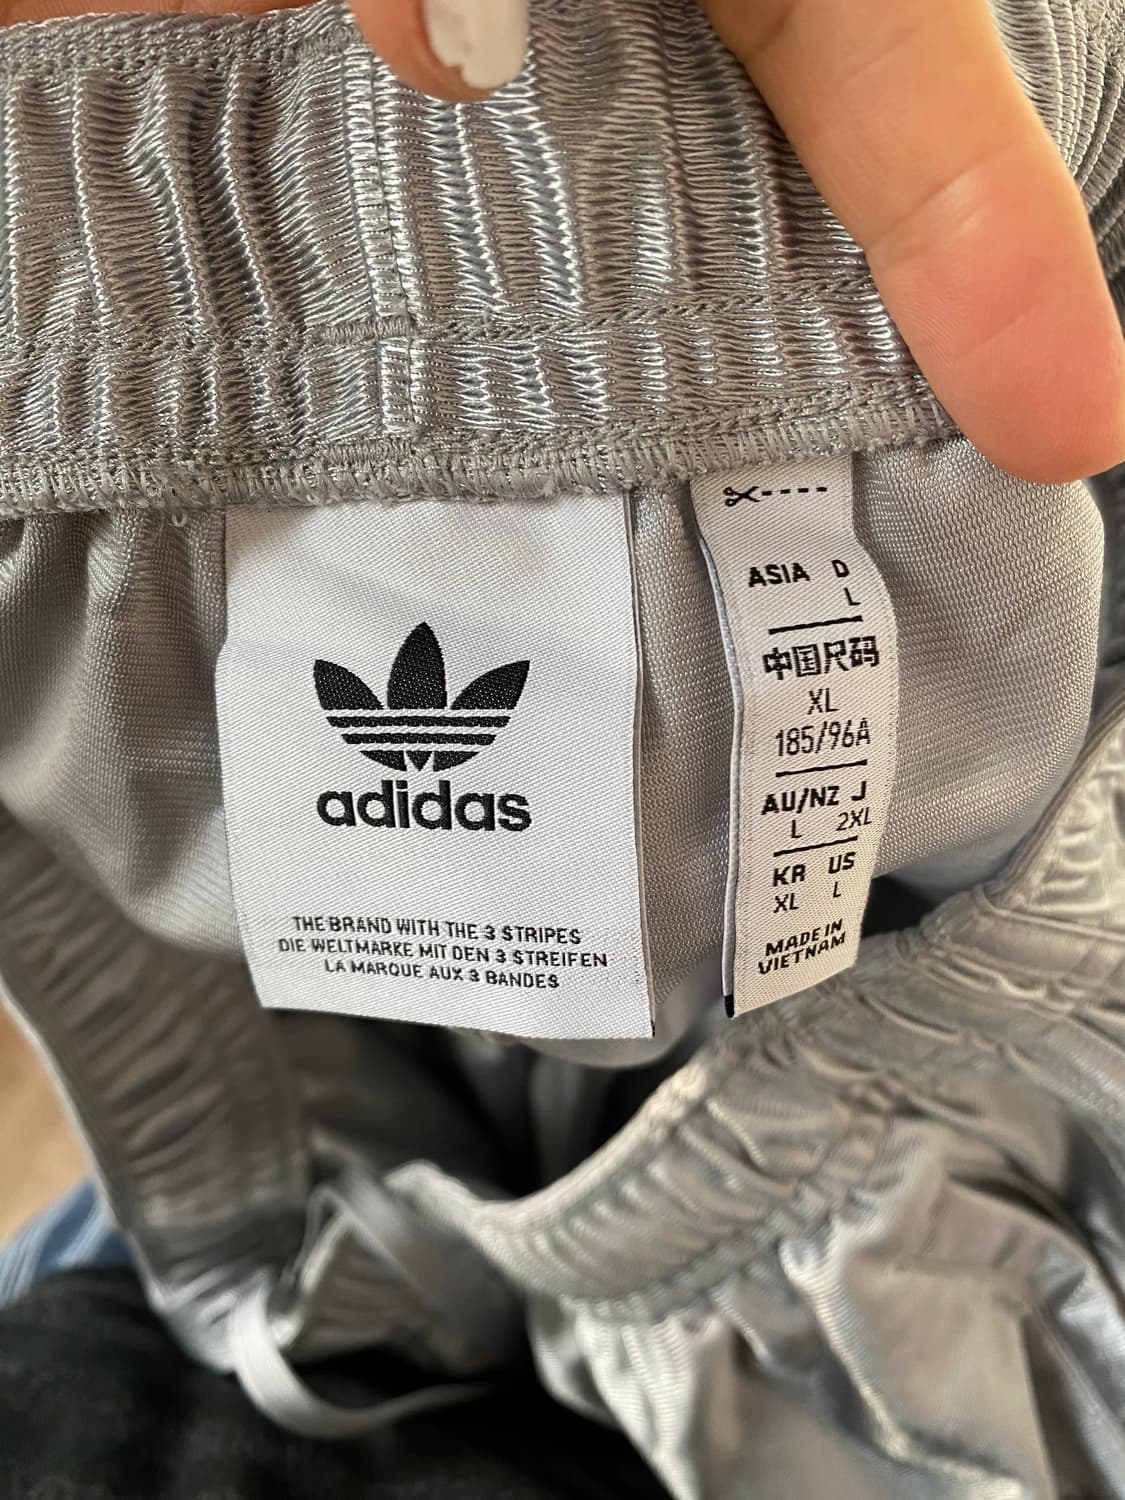 adidas
THE BRAND WITH THE 3 STRIPES
DIE WELTMARKE MIT DEN 3 STREIFEN
LA MARQUE AUX 3 BANDES
ASIA D
L
中国尺码
XL
185/96A
AU/NZ J
L 2XL
KR US
XL L
MADE IN
VIETNAM